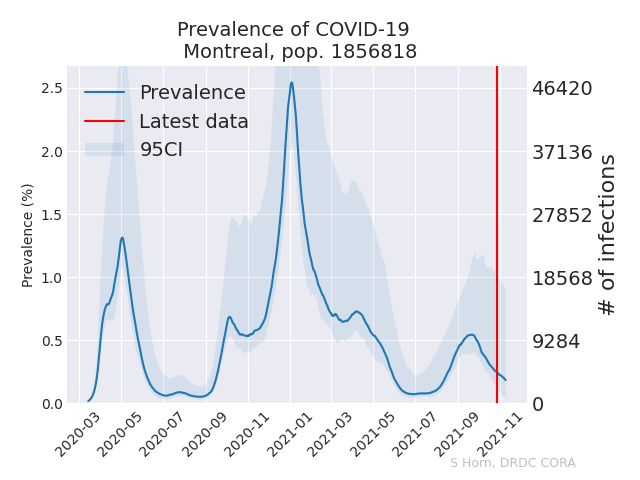 Prevalence of COVID-19
Montreal, pop. 1856818
Prevalence
Latest data
95CI
Prevalence (%)
2.5
2.0
1.5
1.0
0.5
0.0
46420
37136
27852
18568
9284
0
# of infections
2020-03
2020-05
2020-07
2020-09
2020-11
2021-01
2021-03
2021-05
2021-07
2021-09
2021-11
S Horn, DRDC CORA